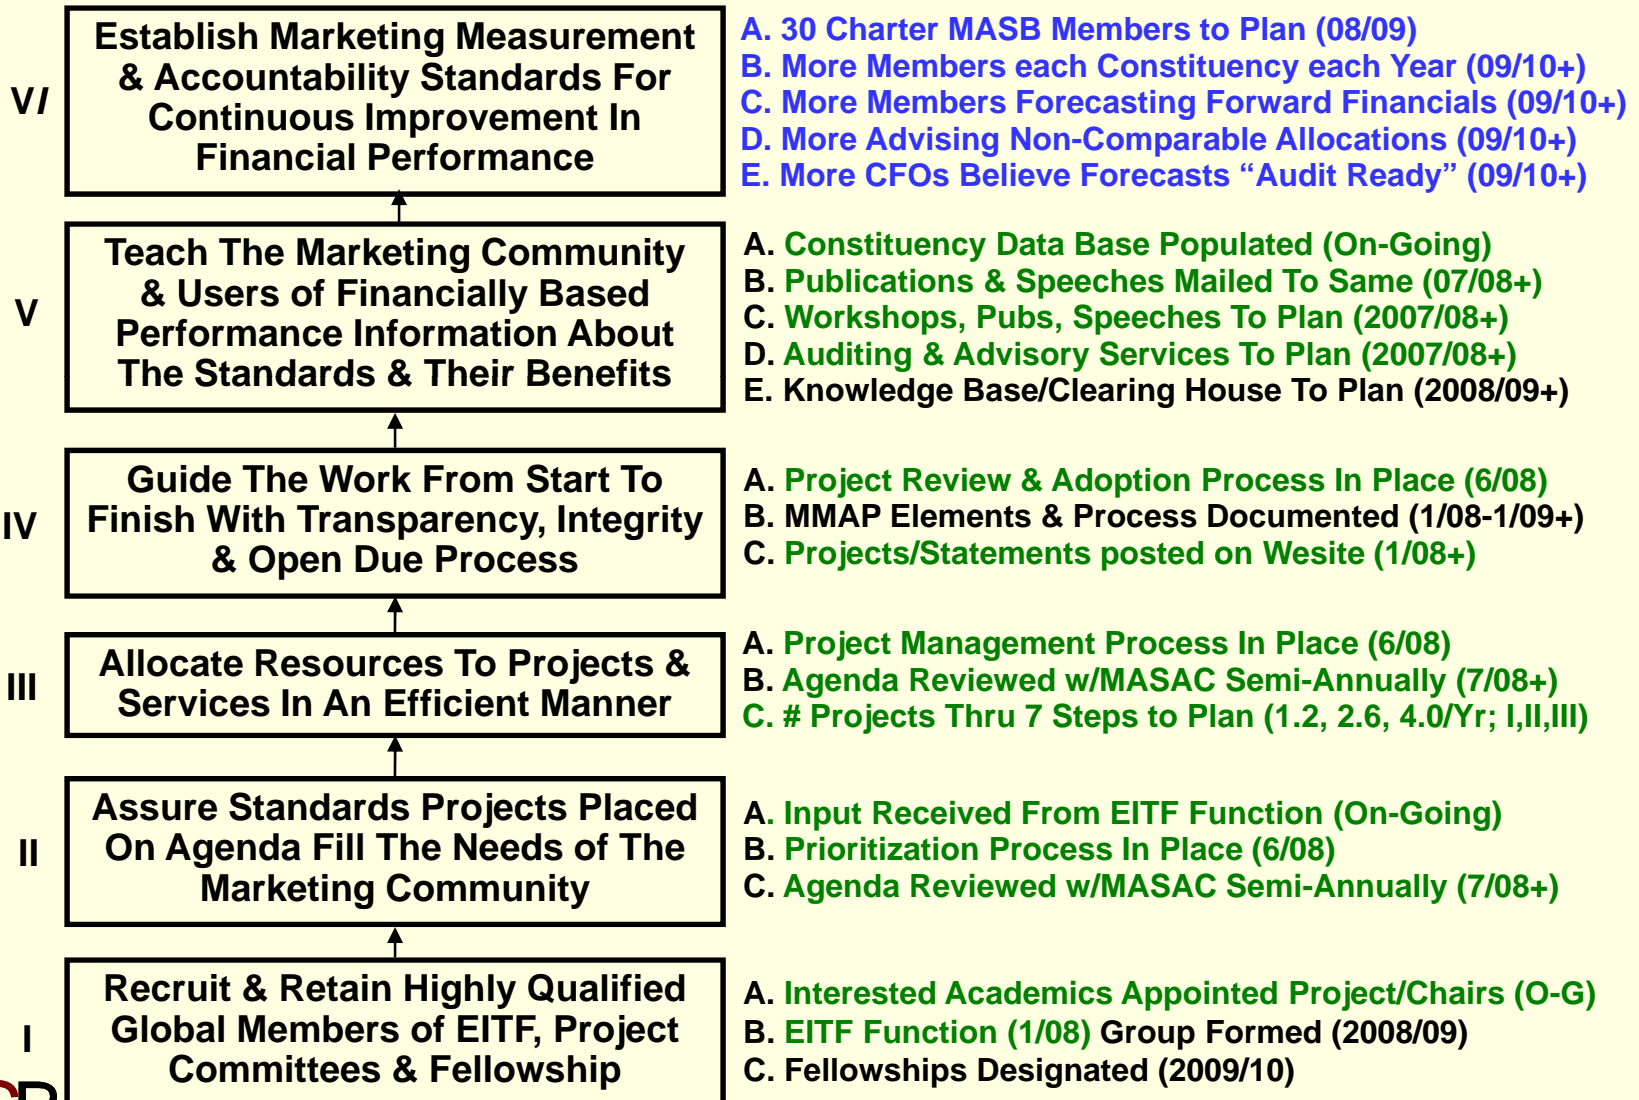 VI
Establish Marketing Measurement
& Accountability Standards For
Continuous Improvement In
Financial Performance
A. 30 Charter MASB Members to Plan (08/09)
B. More Members each Constituency each Year (09/10+)
C. More Members Forecasting Forward Financials (09/10+)
D. More Advising Non-Comparable Allocations (09/10+)
E. More CFOs Believe Forecasts “Audit Ready” (09/10+)
V
Teach The Marketing Community
& Users of Financially Based
Performance Information About
The Standards & Their Benefits
A. Constituency Data Base Populated (On-Going)
B. Publications & Speeches Mailed To Same (07/08+)
C. Workshops, Pubs, Speeches To Plan (2007/08+)
D. Auditing & Advisory Services To Plan (2007/08+)
E. Knowledge Base/Clearing House To Plan (2008/09+)
IV
Guide The Work From Start To
Finish With Transparency, Integrity
& Open Due Process
A. Project Review & Adoption Process In Place (6/08)
B. MMAP Elements & Process Documented (1/08-1/09+)
C. Projects/Statements posted on Wesite (1/08+)
III
Allocate Resources To Projects &
Services In An Efficient Manner
A. Project Management Process In Place (6/08)
B. Agenda Reviewed w/MASAC Semi-Annually (7/08+)
C. # Projects Thru 7 Steps to Plan (1.2, 2.6, 4.0/Yr; I,II,III)
II
Assure Standards Projects Placed
On Agenda Fill The Needs of The
Marketing Community
A. Input Received From EITF Function (On-Going)
B. Prioritization Process In Place (6/08)
C. Agenda Reviewed w/MASAC Semi-Annually (7/08+)
I
Recruit & Retain Highly Qualified
Global Members of EITF, Project
Committees & Fellowship
A. Interested Academics Appointed Project/Chairs (O-G)
B. EITF Function (1/08) Group Formed (2008/09)
C. Fellowships Designated (2009/10)